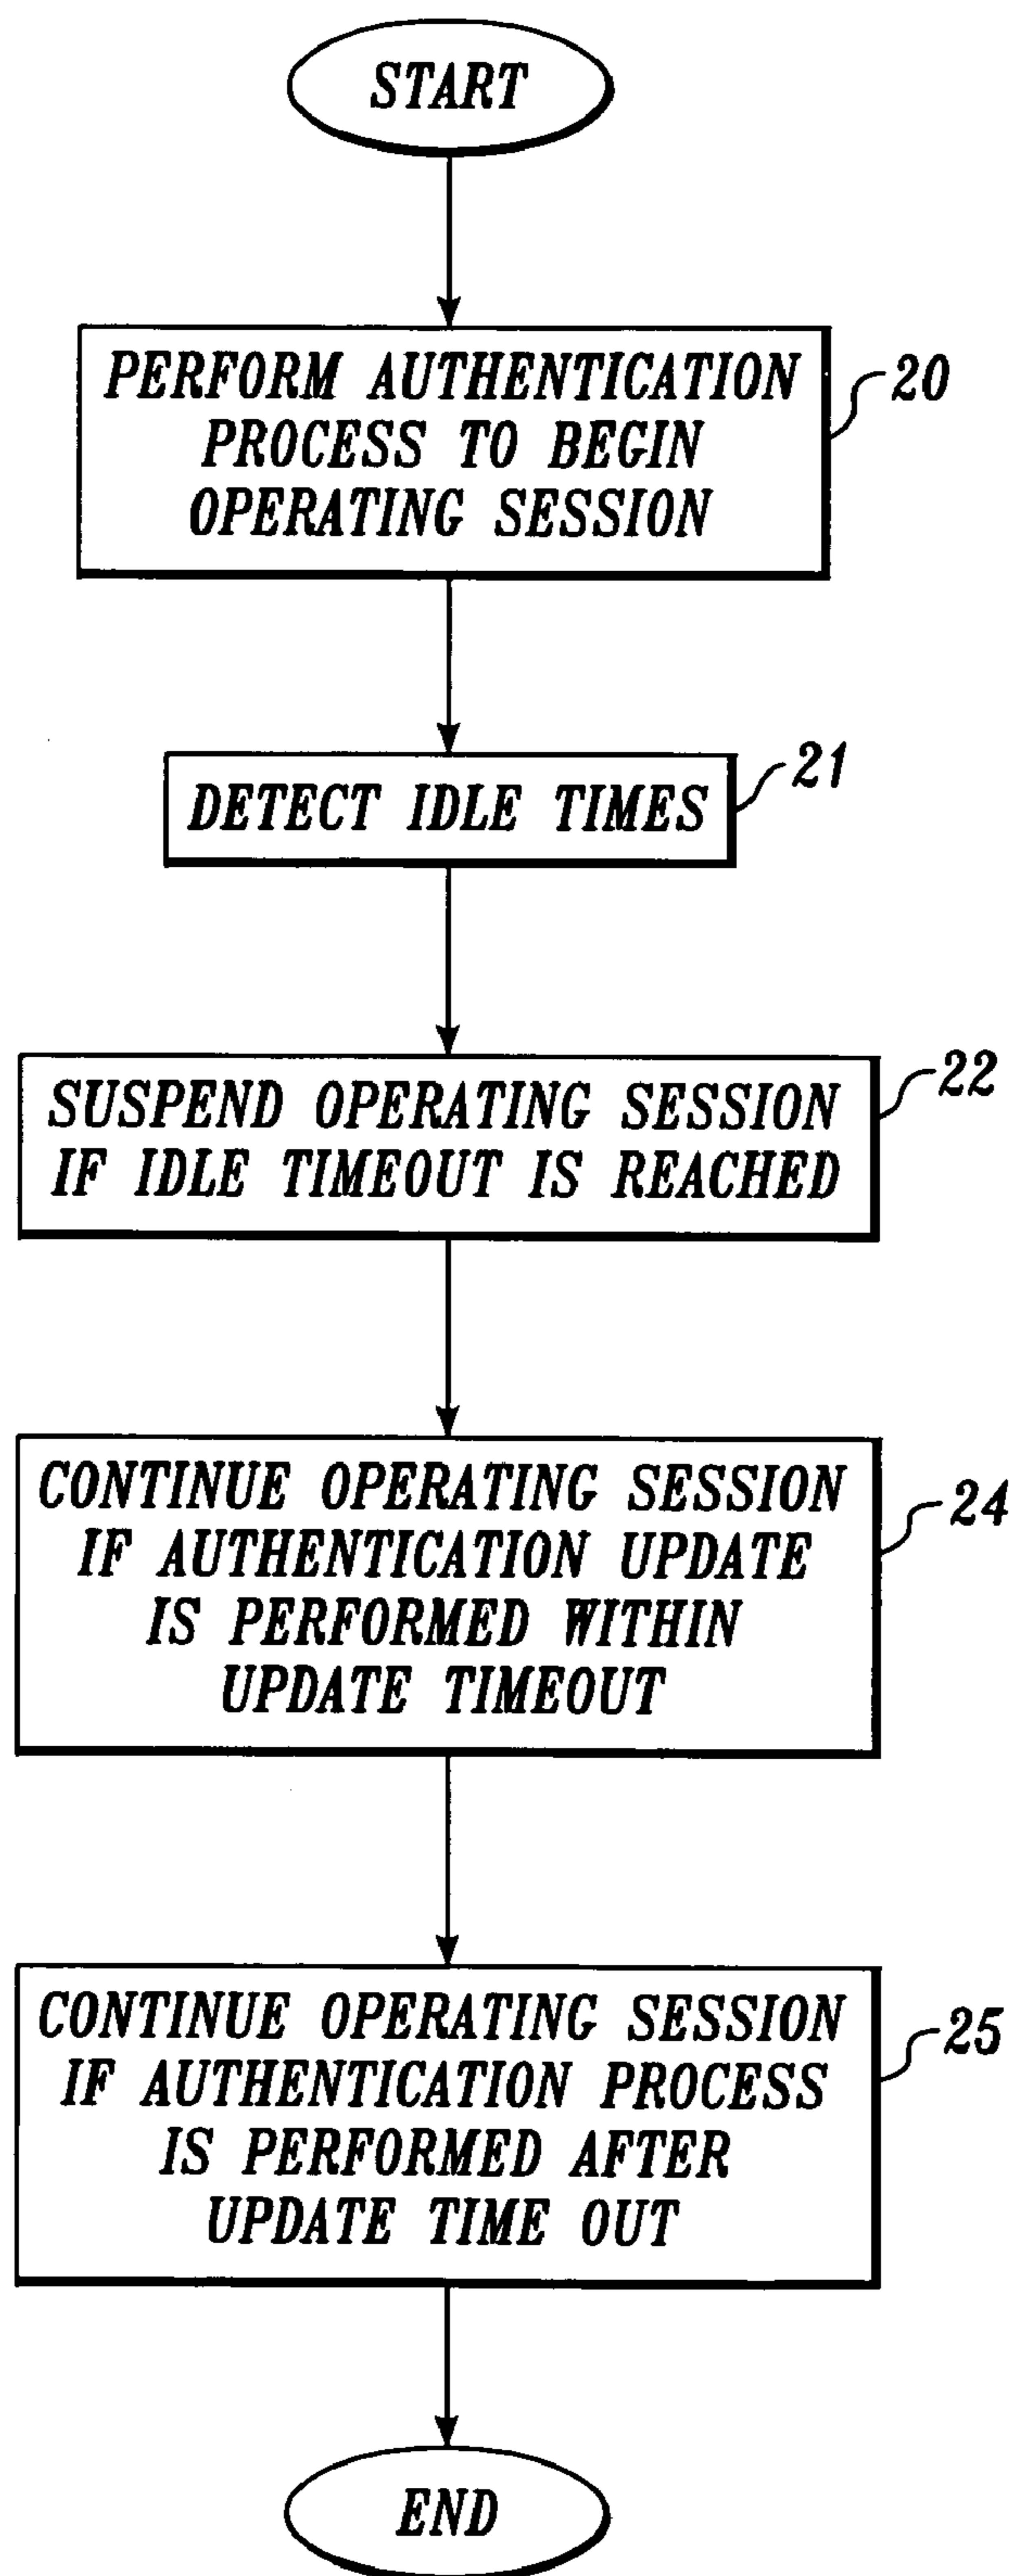 START
PERFORM AUTHENTICATION
PROCESS TO BEGIN
OPERATING SESSION
20
DETECT IDLE TIMES
21
SUSPEND OPERATING SESSION
IF IDLE TIMEOUT IS REACHED
22
CONTINUE OPERATING SESSION
IF AUTHENTICATION UPDATE
IS PERFORMED WITHIN
UPDATE TIMEOUT
24
CONTINUE OPERATING SESSION
IF AUTHENTICATION PROCESS
IS PERFORMED AFTER
UPDATE TIME OUT
25
END